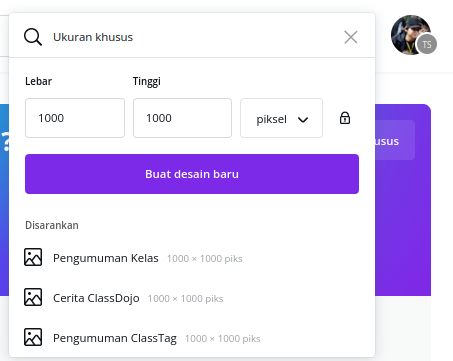 Ukuran khusus
TS
Lebar Tinggi
1000 1000 piksel
?
usus
Buat desain baru
Disarankan
Pengumuman Kelas 1000 × 1000 piks
Cerita ClassDojo 1000 × 1000 piks
Pengumuman ClassTag 1000 × 1000 piks